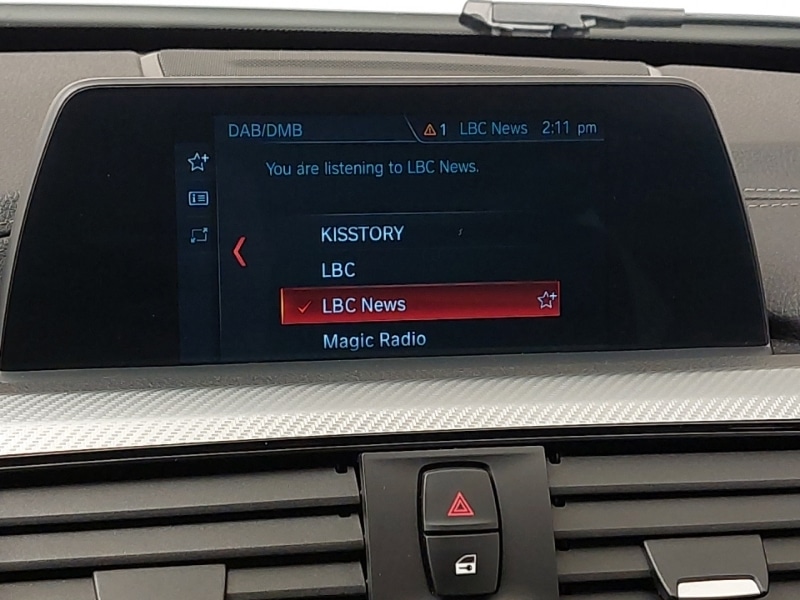 DAB/DMB 1 LBC News 2:11 pm
You are listening to LBC News.
KISSTORY
LBC
LBC News
Magic Radio